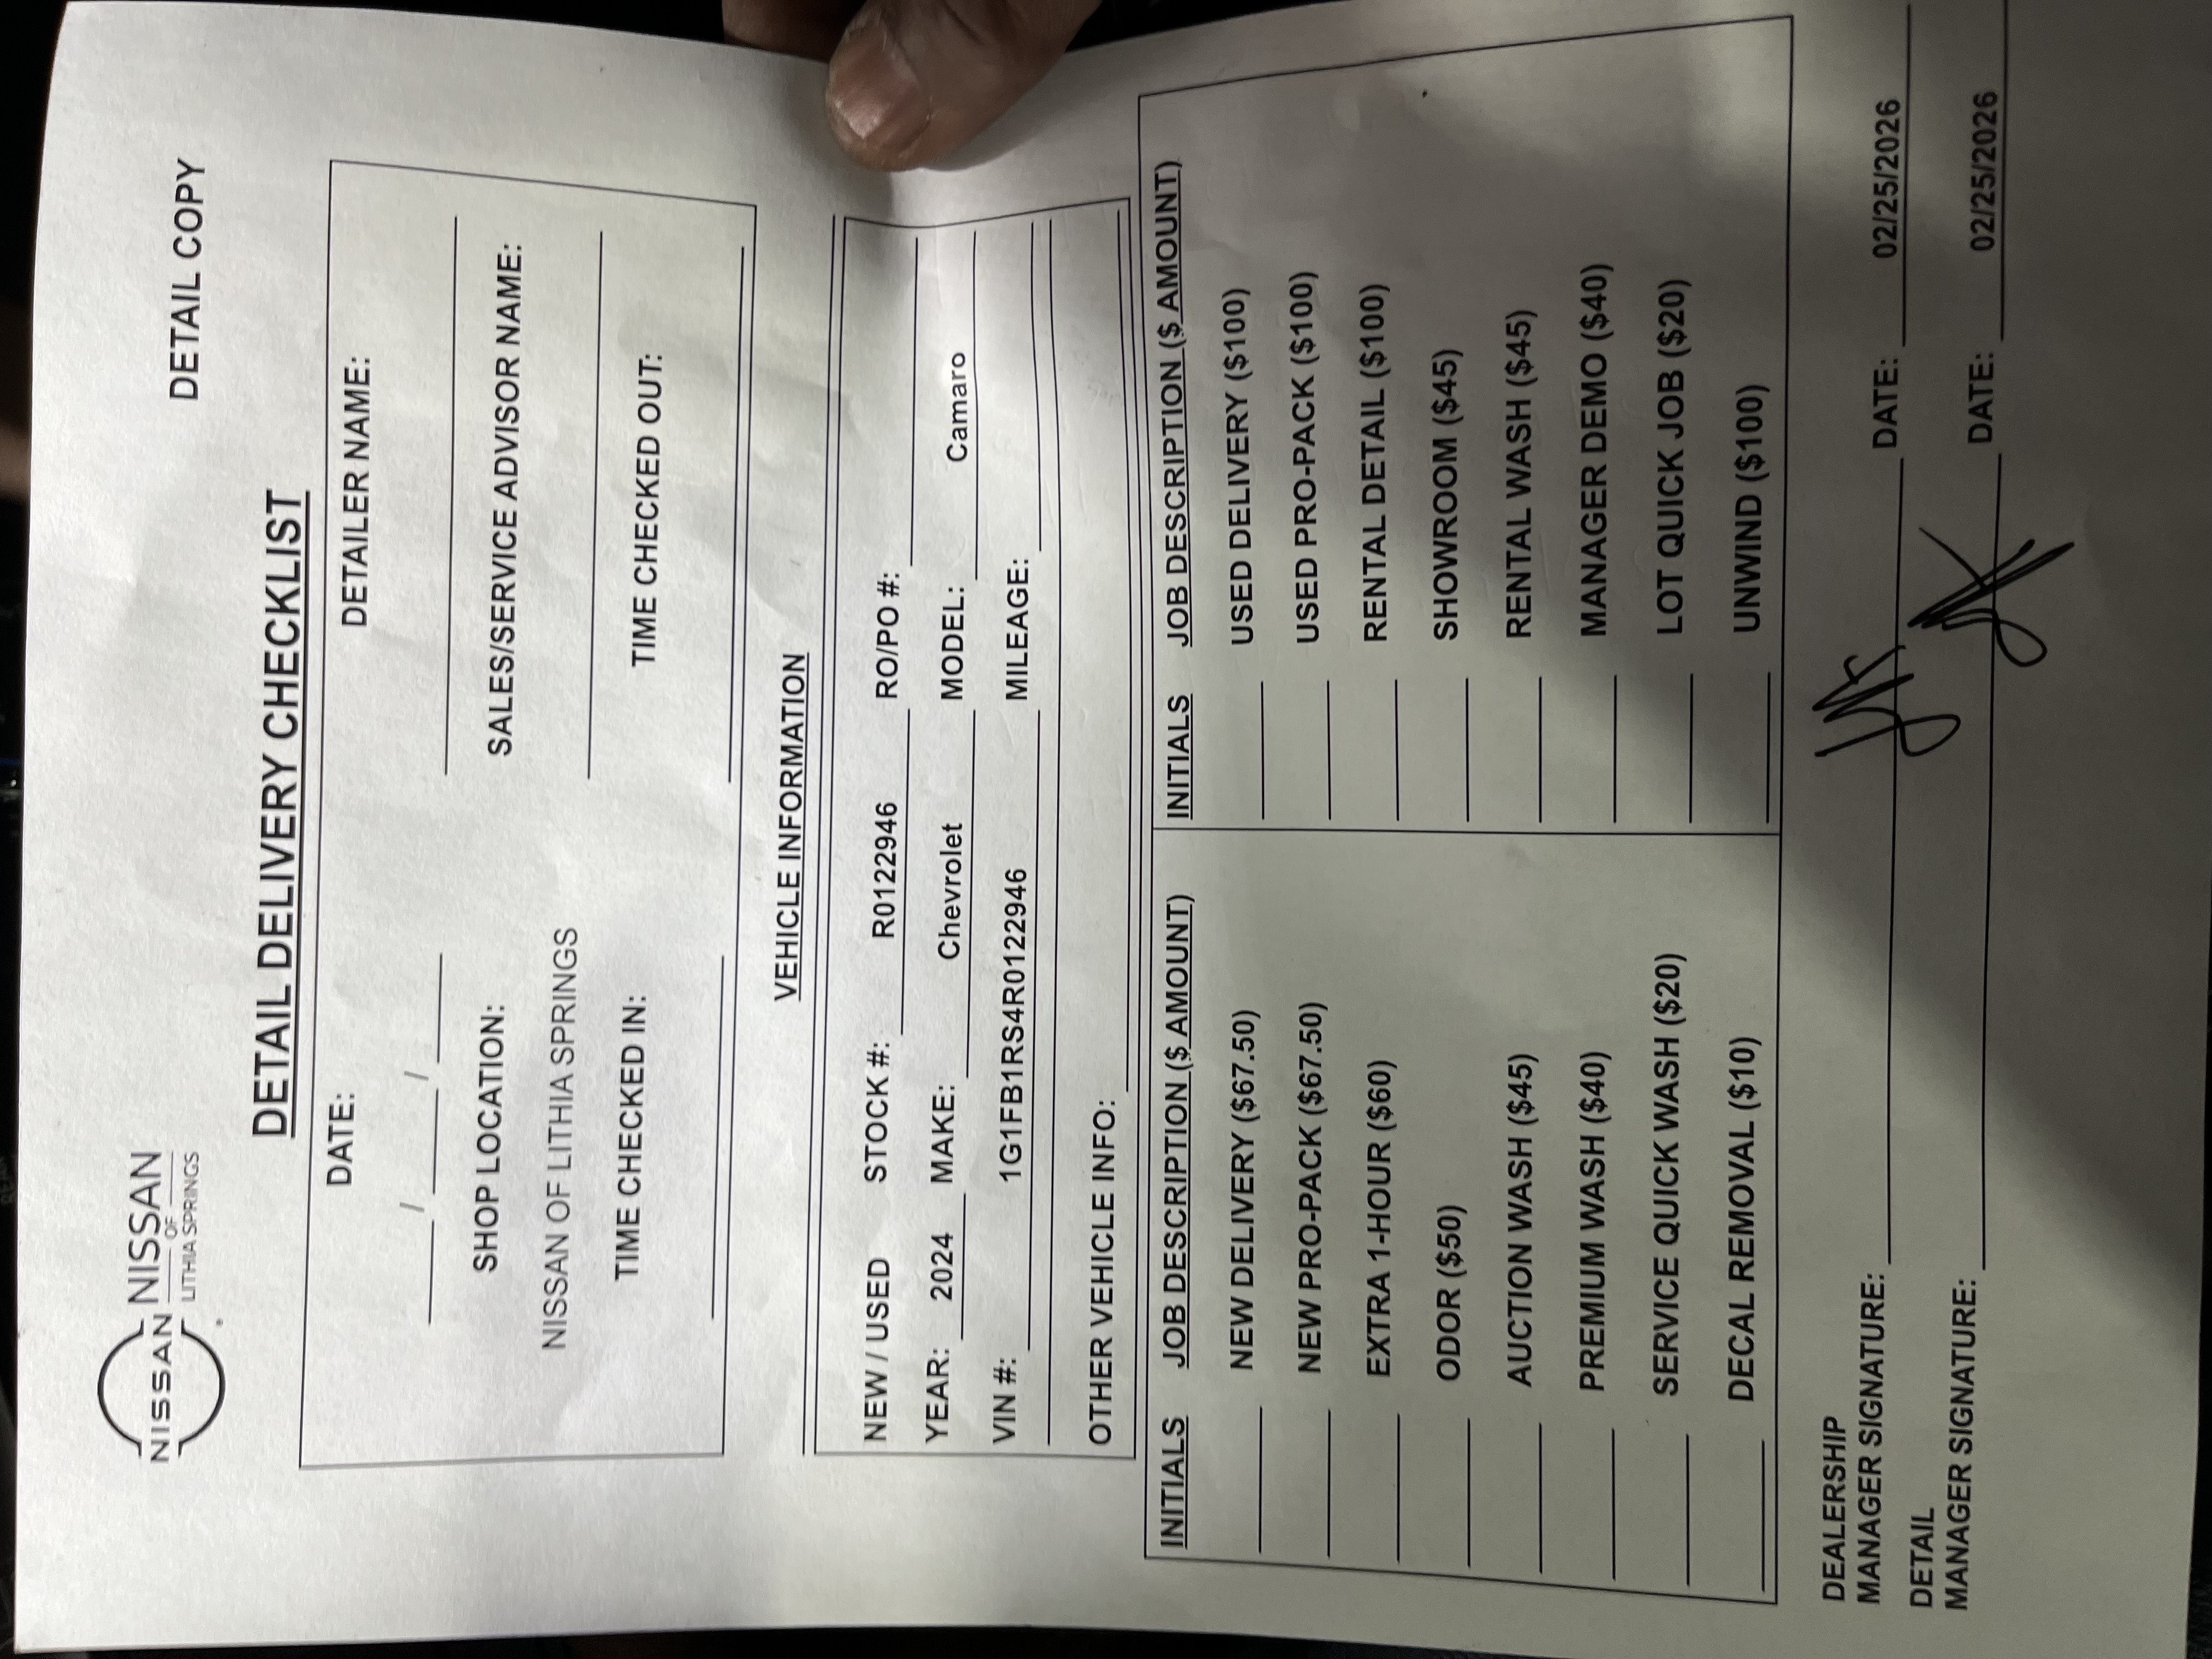 NISSAN NISSAN
OF
LITHIA SPRINGS
DETAIL COPY
DETAIL DELIVERY CHECKLIST
DATE: DETAILER NAME:
/ /
SHOP LOCATION: SALES/SERVICE ADVISOR NAME:
NISSAN OF LITHIA SPRINGS
TIME CHECKED IN: TIME CHECKED OUT:
VEHICLE INFORMATION
NEW / USED STOCK #: R0122946 RO/PO #:
YEAR: 2024 MAKE: Chevrolet MODEL: Camaro
VIN #: 1G1FB1RS4R0122946 MILEAGE:
OTHER VEHICLE INFO:
INITIALS JOB DESCRIPTION ($ AMOUNT) INITIALS JOB DESCRIPTION ($ AMOUNT)
NEW DELIVERY ($67.50) USED DELIVERY ($100)
NEW PRO-PACK ($67.50) USED PRO-PACK ($100)
EXTRA 1-HOUR ($60) RENTAL DETAIL ($100)
ODOR ($50) SHOWROOM ($45)
AUCTION WASH ($45) RENTAL WASH ($45)
PREMIUM WASH ($40) MANAGER DEMO ($40)
SERVICE QUICK WASH ($20) LOT QUICK JOB ($20)
DECAL REMOVAL ($10) UNWIND ($100)
DEALERSHIP
MANAGER SIGNATURE: DATE: 02/25/2026
DETAIL
MANAGER SIGNATURE: DATE: 02/25/2026